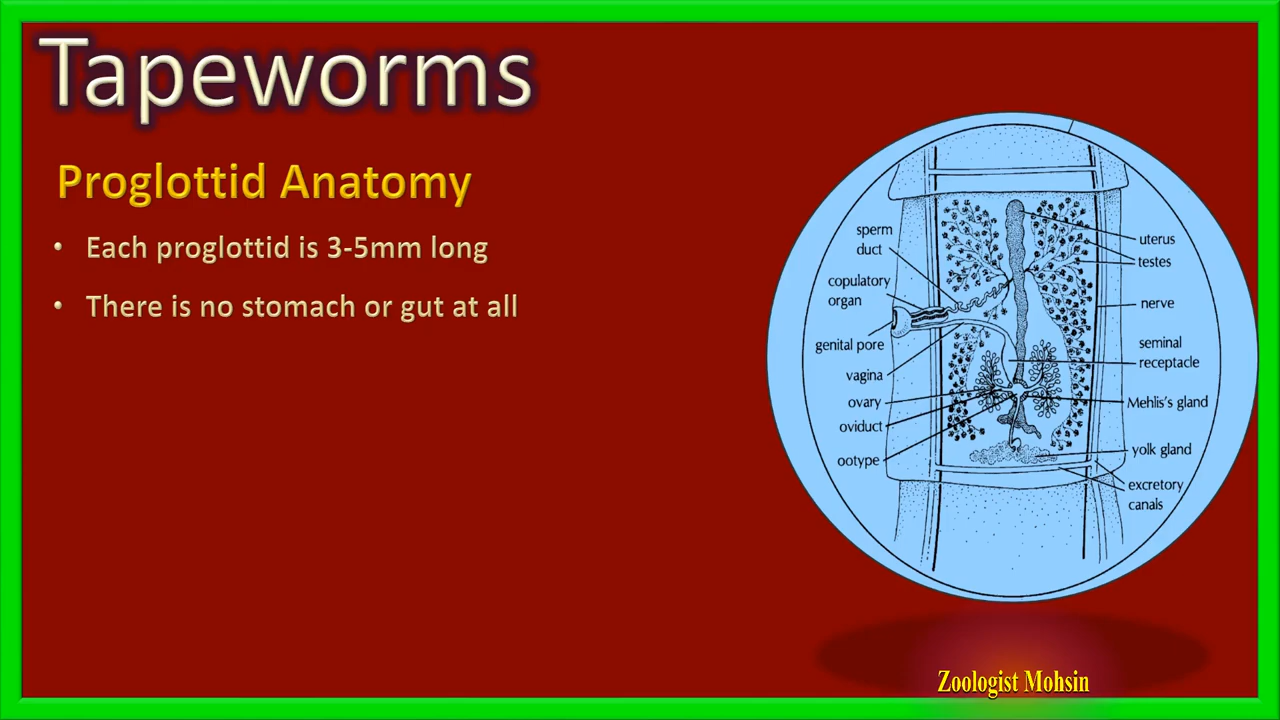 Tapeworms
Proglottid Anatomy
• Each proglottid is 3-5mm long
• There is no stomach or gut at all
sperm
duct
copulatory
organ
genital pore
vagina
ovary
oviduct
ootype
uterus
testes
nerve
seminal
receptacle
Mehlis's gland
yolk gland
excretory
canals
Zoologist Mohsin